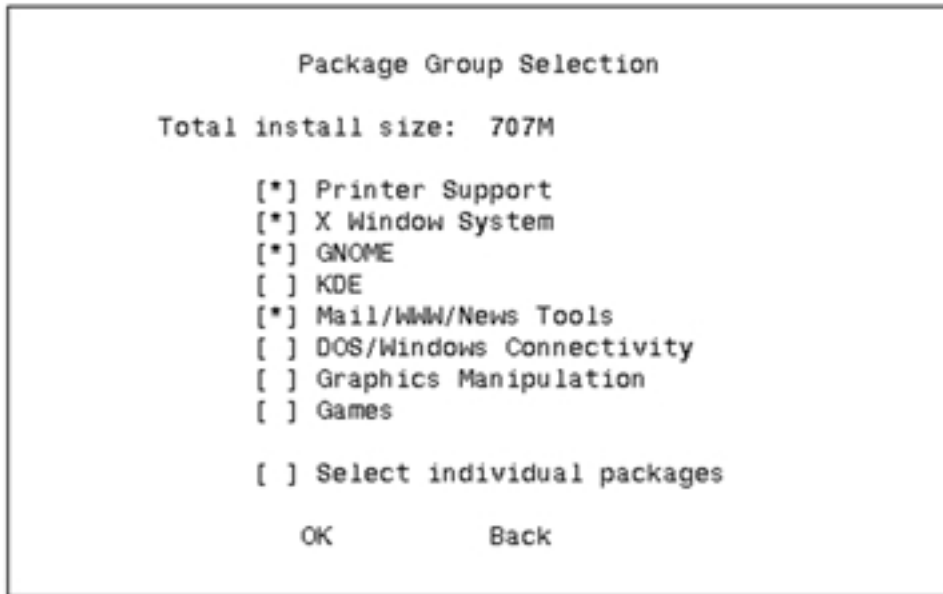 Package Group Selection
Total install size: 707M
[*] Printer Support
[*] X Window System
[*] GNOME
[ ] KDE
[*] Mail/WWW/News Tools
[ ] DOS/Windows Connectivity
[ ] Graphics Manipulation
[ ] Games
[ ] Select individual packages
OK Back